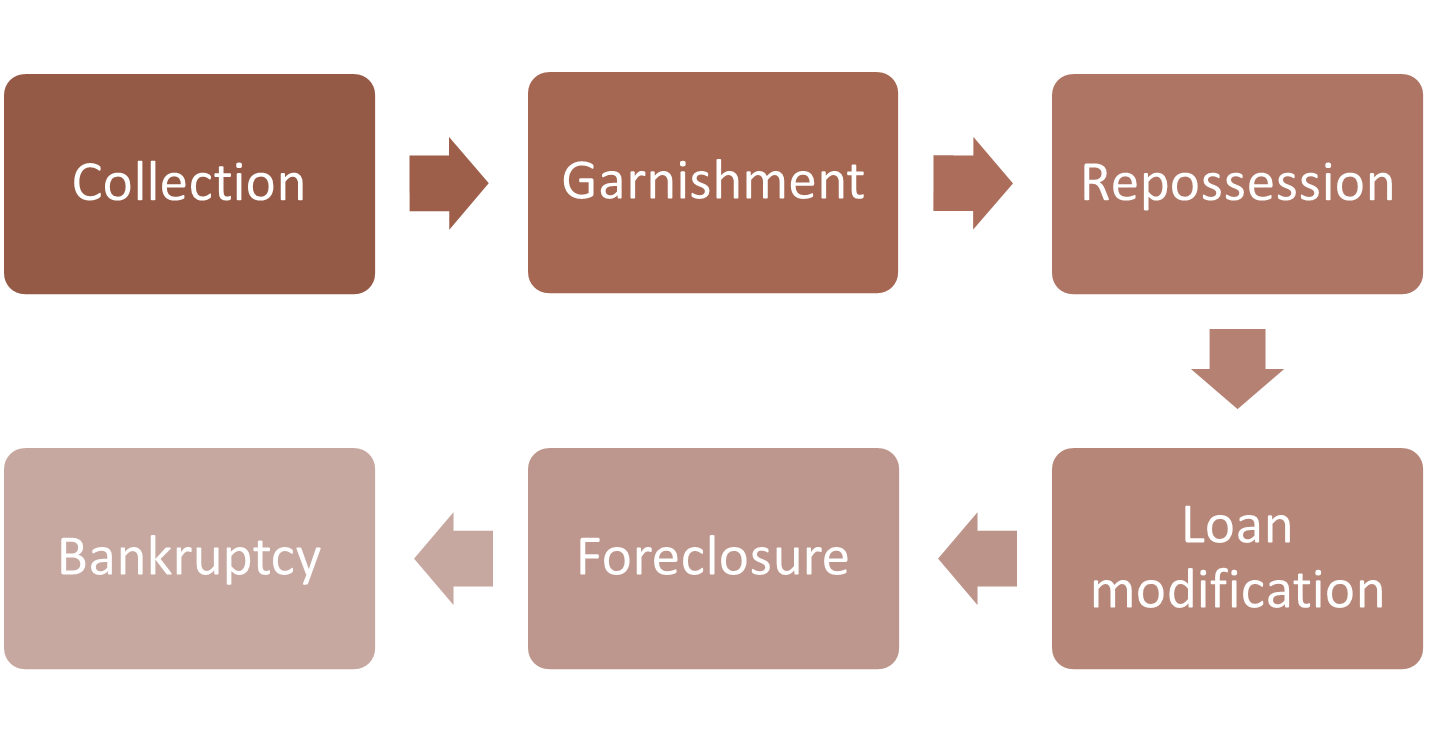 Collection
Garnishment
Repossession
Loan
modification
Foreclosure
Bankruptcy